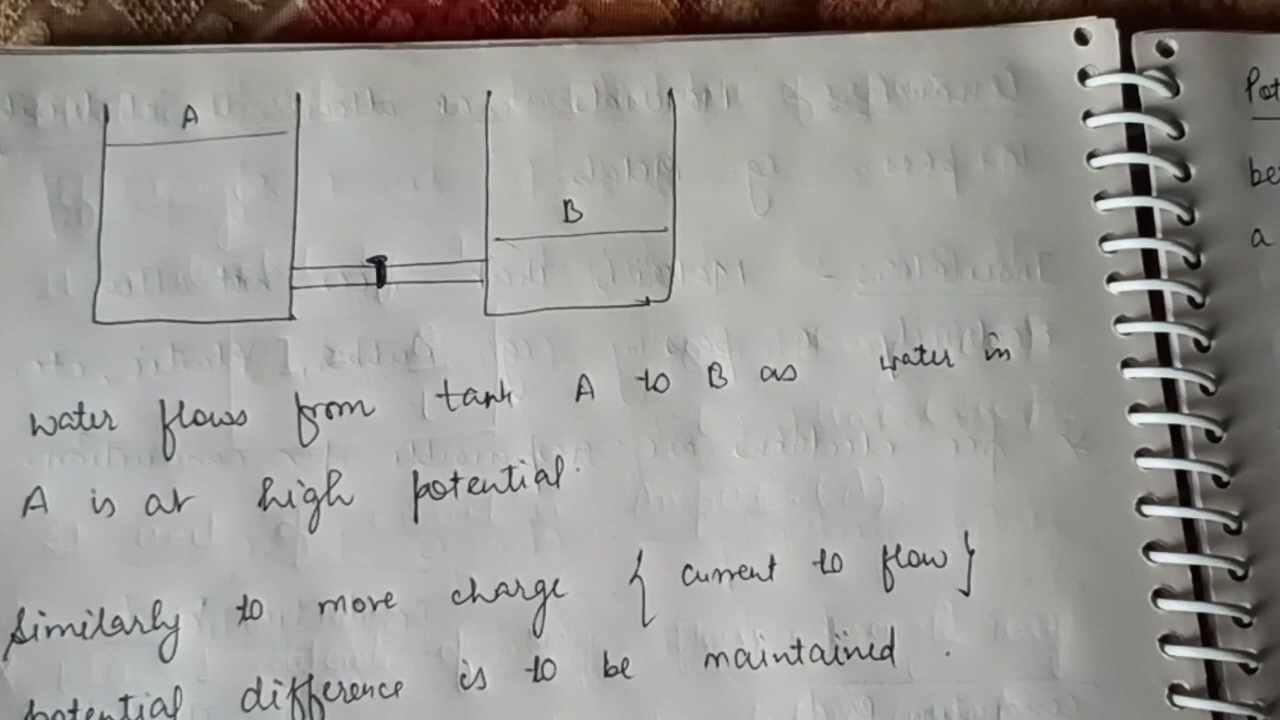 A
B
water flows from tank A to B as water in
A is at high potential.
Similarly to more charge { current to flow }
potential difference is to be maintained.
Pot
be
a